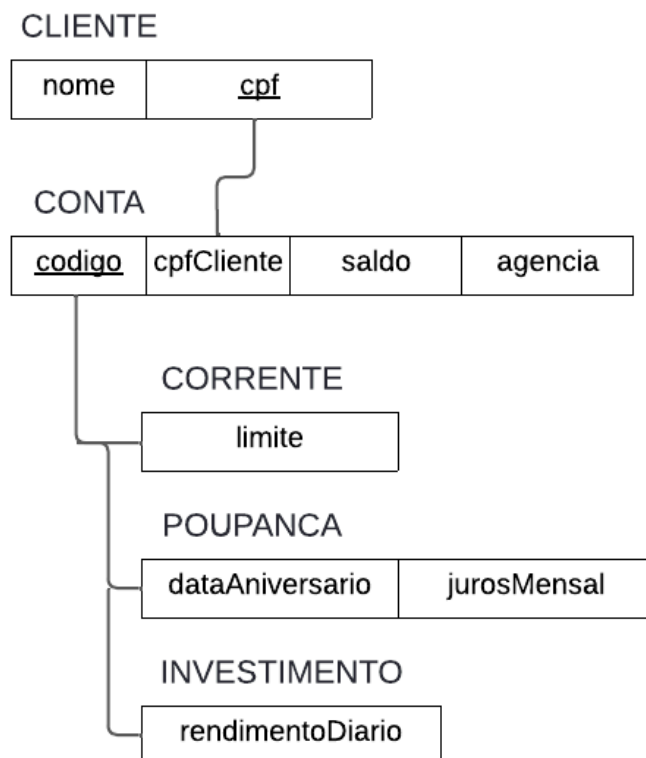 CLIENTE
nome cpf
CONTA
codigo cpfCliente saldo agencia
CORRENTE
limite
POUPANCA
dataAniversario jurosMensal
INVESTIMENTO
rendimentoDiario